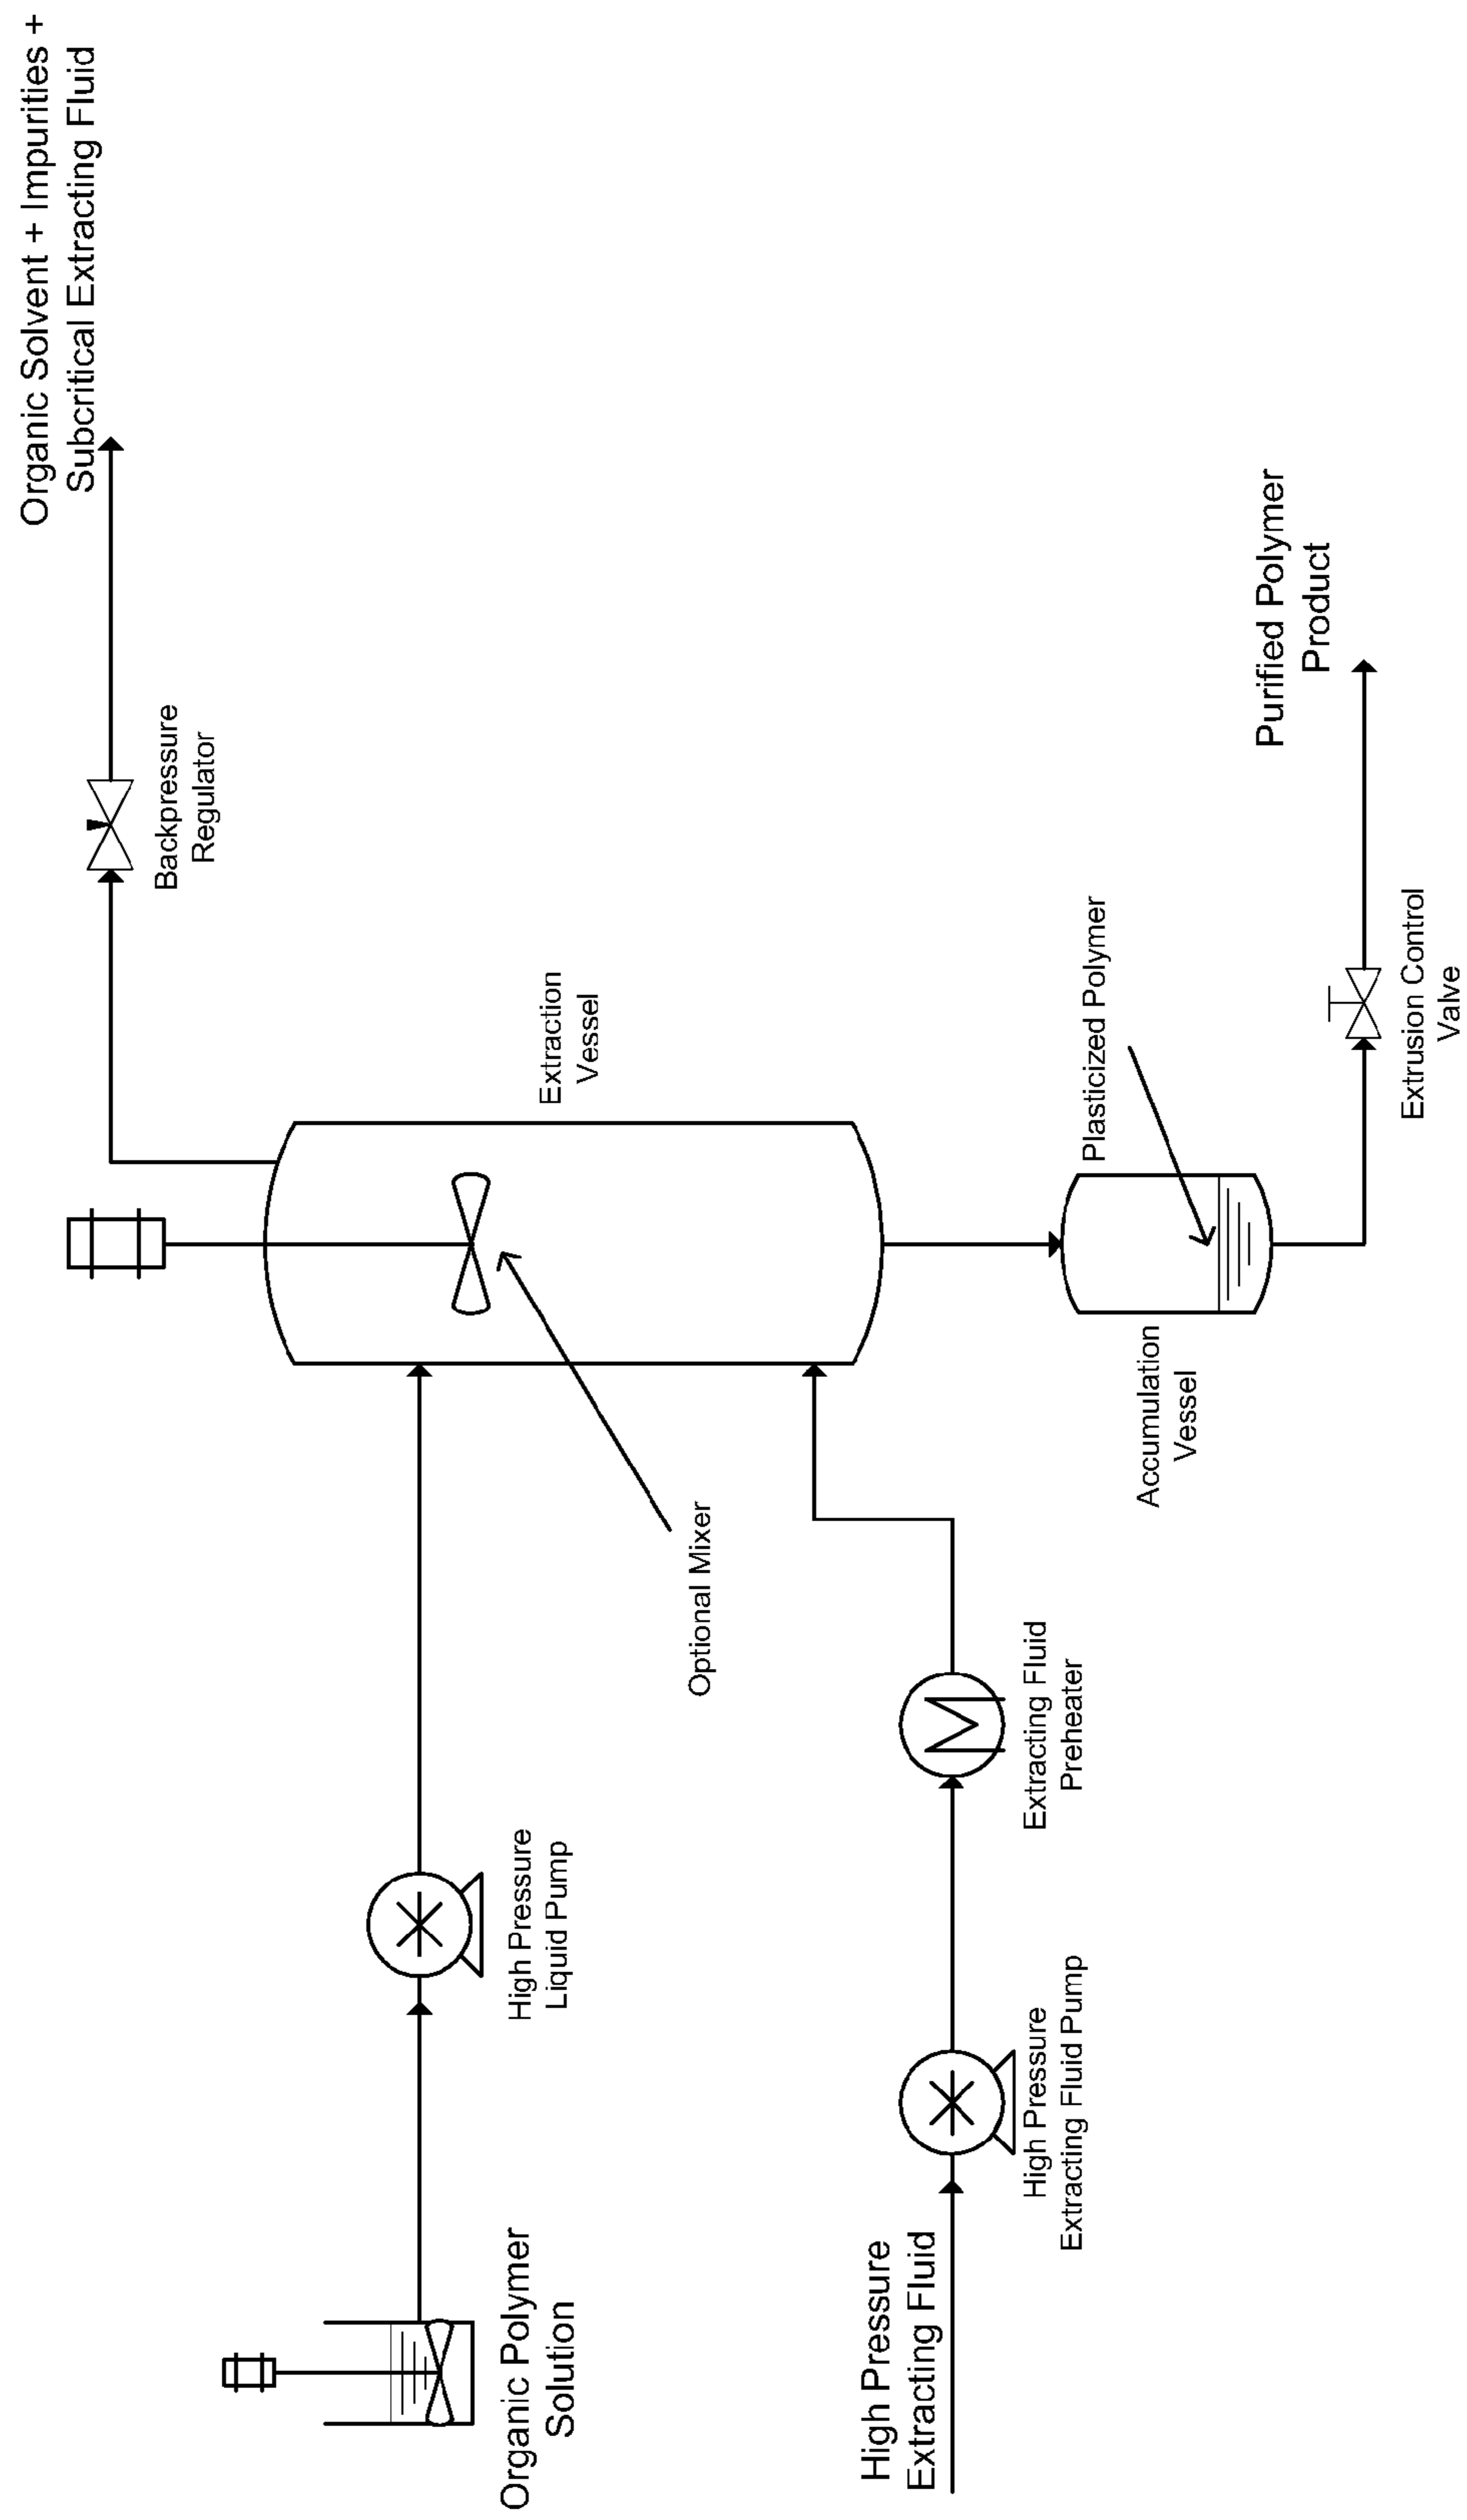 Organic Solvent + Impurities +
Subcritical Extracting Fluid
Backpressure
Regulator
Extraction
Vessel
Optional Mixer
High Pressure
Liquid Pump
Organic Polymer
Solution
High Pressure
Extracting Fluid
High Pressure
Extracting Fluid Pump
Extracting Fluid
Preheater
Accumulation
Vessel
Plasticized Polymer
Purified Polymer
Product
Extrusion Control
Valve